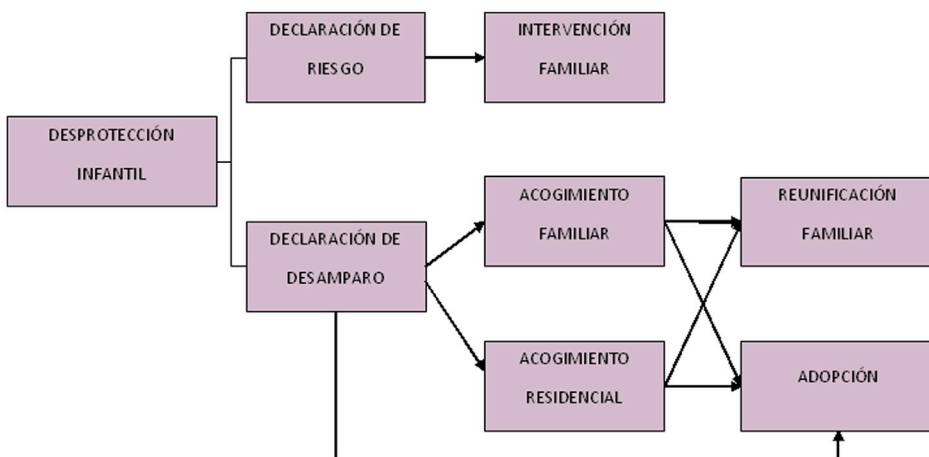 DECLARACIÓN DE
RIESGO
INTERVENCIÓN
FAMILIAR
DESPROTECCIÓN
INFANTIL
DECLARACIÓN DE
DESAMPARO
ACOGIMIENTO
FAMILIAR
REUNIFICACIÓN
FAMILIAR
ACOGIMIENTO
RESIDENCIAL
ADOPCIÓN